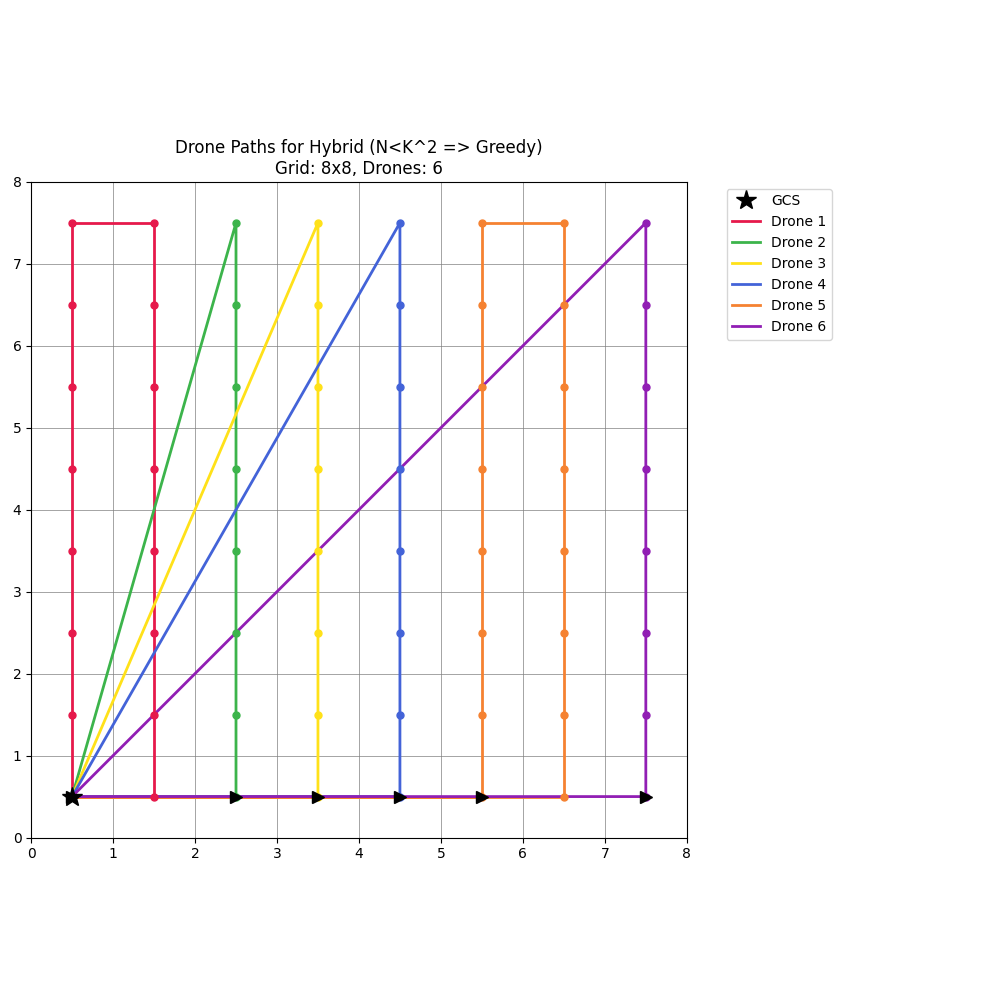 Drone Paths for Hybrid (N<K^2 => Greedy)
Grid: 8x8, Drones: 6
8
7
6
5
4
3
2
1
0
0 1 2 3 4 5 6 7 8
GCS
Drone 1
Drone 2
Drone 3
Drone 4
Drone 5
Drone 6